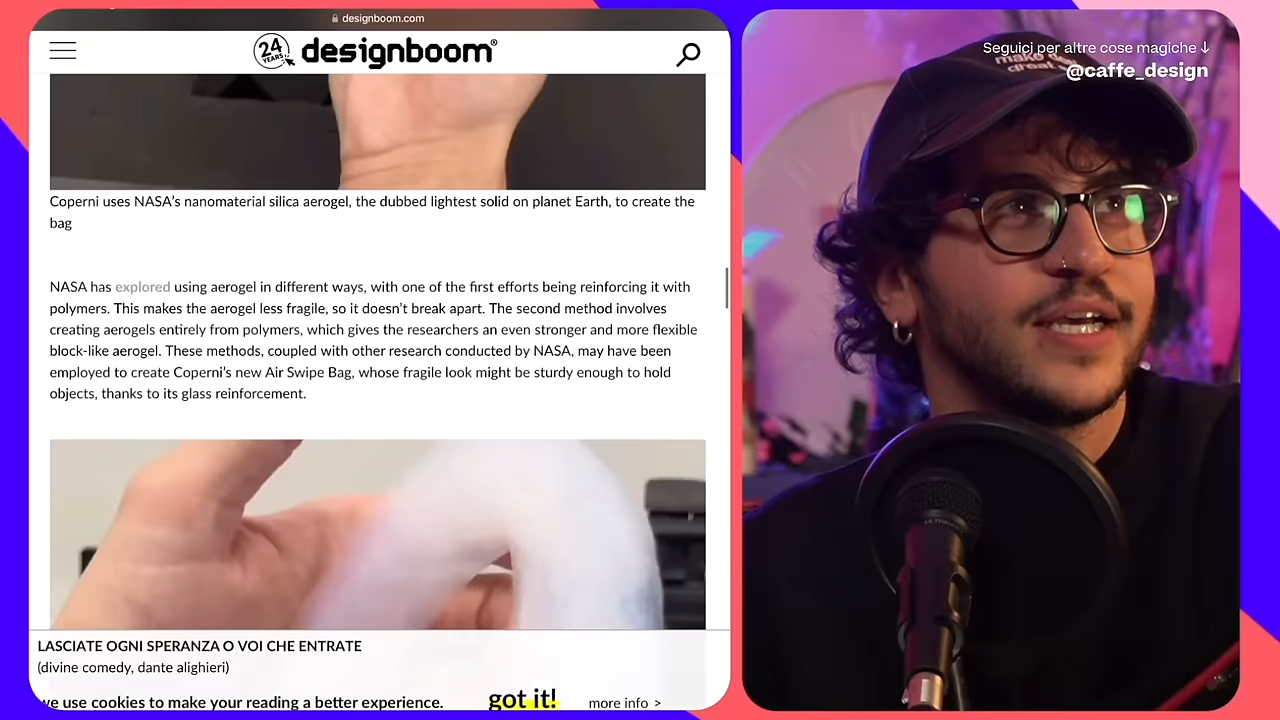 designboom.com
24
YEARS
designboom®
Coperni uses NASA's nanomaterial silica aerogel, the dubbed lightest solid on planet Earth, to create the
bag
NASA has explored using aerogel in different ways, with one of the first efforts being reinforcing it with
polymers. This makes the aerogel less fragile, so it doesn't break apart. The second method involves
creating aerogels entirely from polymers, which gives the researchers an even stronger and more flexible
block-like aerogel. These methods, coupled with other research conducted by NASA, may have been
employed to create Coperni's new Air Swipe Bag, whose fragile look might be sturdy enough to hold
objects, thanks to its glass reinforcement.
LASCIATE OGNI SPERANZA O VOI CHE ENTRATE
(divine comedy, dante alighieri)
we use cookies to make your reading a better experience.
got it!
more info >
Seguici per altre cose magiche ↓
@caffe_design
make
great